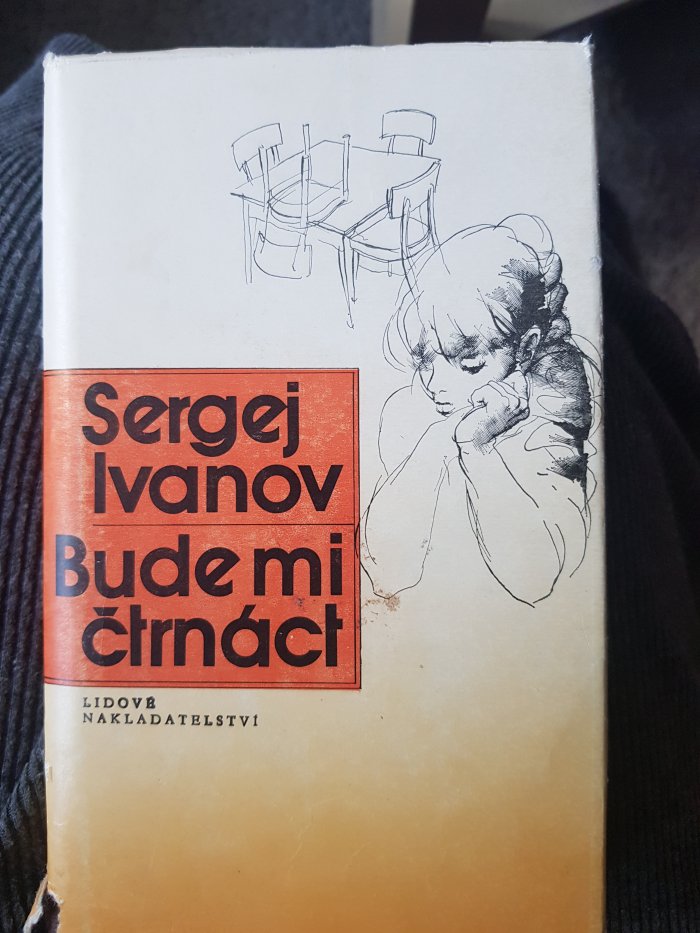 Sergej
Ivanov
Bude mi
čtrnáct
LIDOVÉ
NAKLADATELSTVÍ